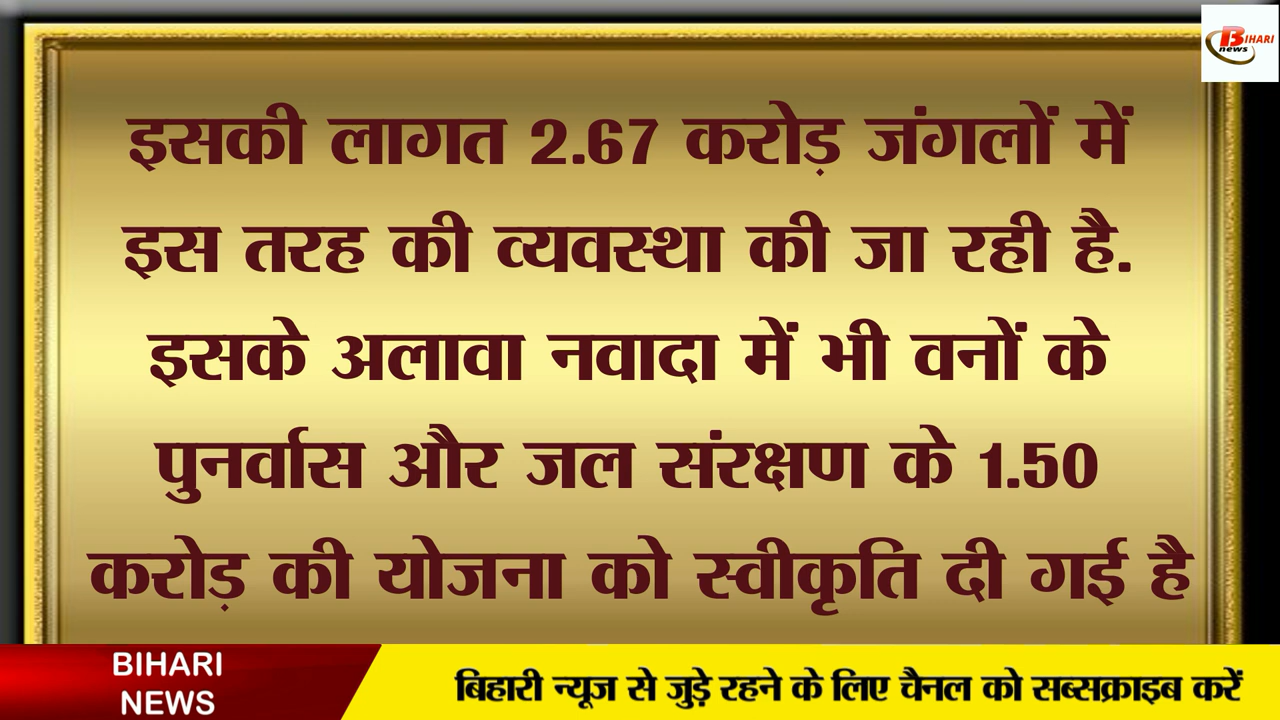 BIHARI
news
इसकी लागत 2.67 करोड़ जंगलों में
इस तरह की व्यवस्था की जा रही है.
इसके अलावा नवादा में भी वनों के
पुनर्वास और जल संरक्षण के 1.50
करोड़ की योजना को स्वीकृति दी गई है
BIHARI
NEWS
बिहारी न्यूज से जुड़े रहने के लिए चैनल को सब्सक्राइब करें